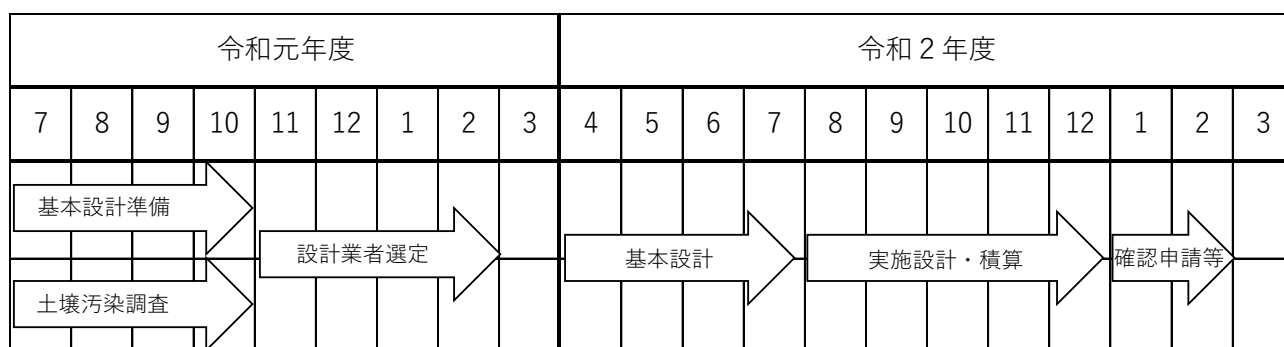 令和元年度 令和２年度
7 8 9 10 11 12 1 2 3 4 5 6 7 8 9 10 11 12 1 2 3
基本設計準備
設計業者選定 基本設計 実施設計・積算 確認申請等
土壌汚染調査